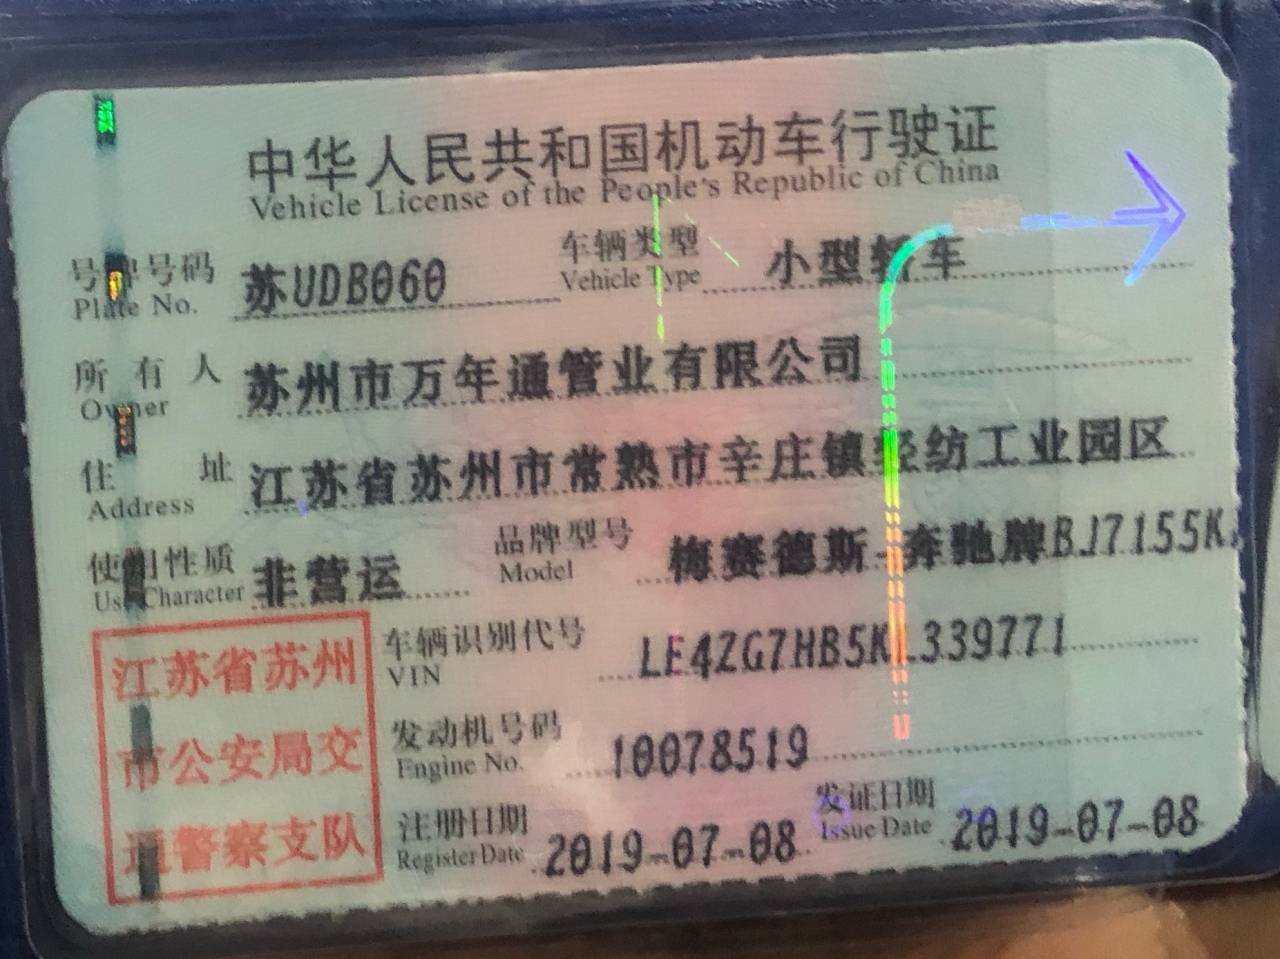 中华人民共和国机动车行驶证
Vehicle License of the People's Republic of China
号牌号码 苏UDB060 车辆类型 小型轿车
Plate No. Vehicle Type
所有人 苏州市万年通管业有限公司
Owner
住址 江苏省苏州市常熟市辛庄镇轻纺工业园区
Address
使用性质 非营运 品牌型号 梅赛德斯-奔驰牌BJ7155K
Use Character Model
车辆识别代号 LE4ZG7HB5KL339771
VIN
发动机号码 10078519
Engine No.
注册日期 2019-07-08 发证日期 2019-07-08
Register Date Issue Date
江苏省苏州
市公安局交
通警察支队